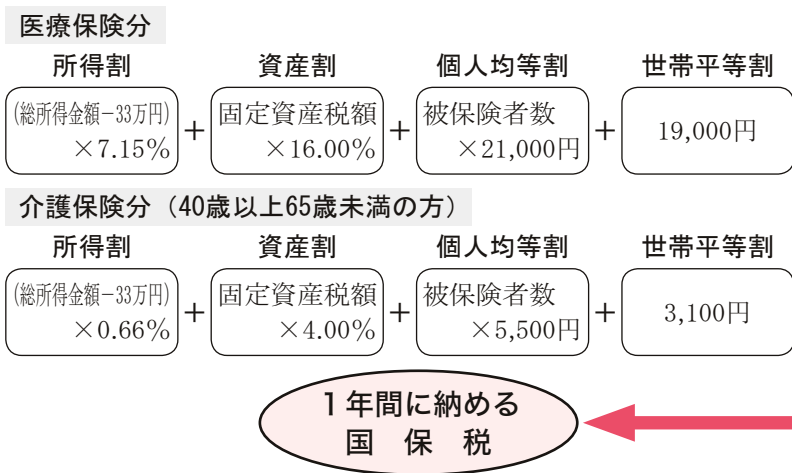 医療保険分
所得割 資産割 個人均等割 世帯平等割
(総所得金額−33万円) ×7.15% + 固定資産税額 ×16.00% + 被保険者数 ×21,000円 + 19,000円
介護保険分（40歳以上65歳未満の方）
所得割 資産割 個人均等割 世帯平等割
(総所得金額−33万円) ×0.66% + 固定資産税額 ×4.00% + 被保険者数 ×5,500円 + 3,100円
１年間に納める
国保税